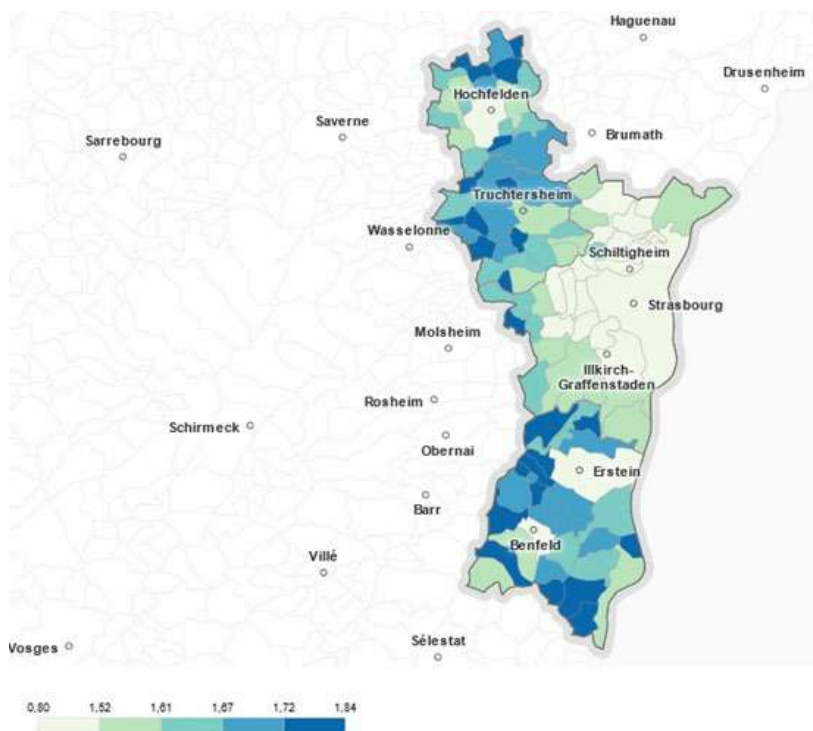 Haguenau
Drusenheim
Hochfelden
Saverne
Brumath
Sarrebourg
Truchtersheim
Wasselonne
Schiltigheim
Strasbourg
Molsheim
Illkirch-
Graffenstaden
Rosheim
Schirmeck
Obernai
Erstein
Barr
Benfeld
Villé
Sélestat
Vosges
0,80 1,52 1,61 1,67 1,72 1,84